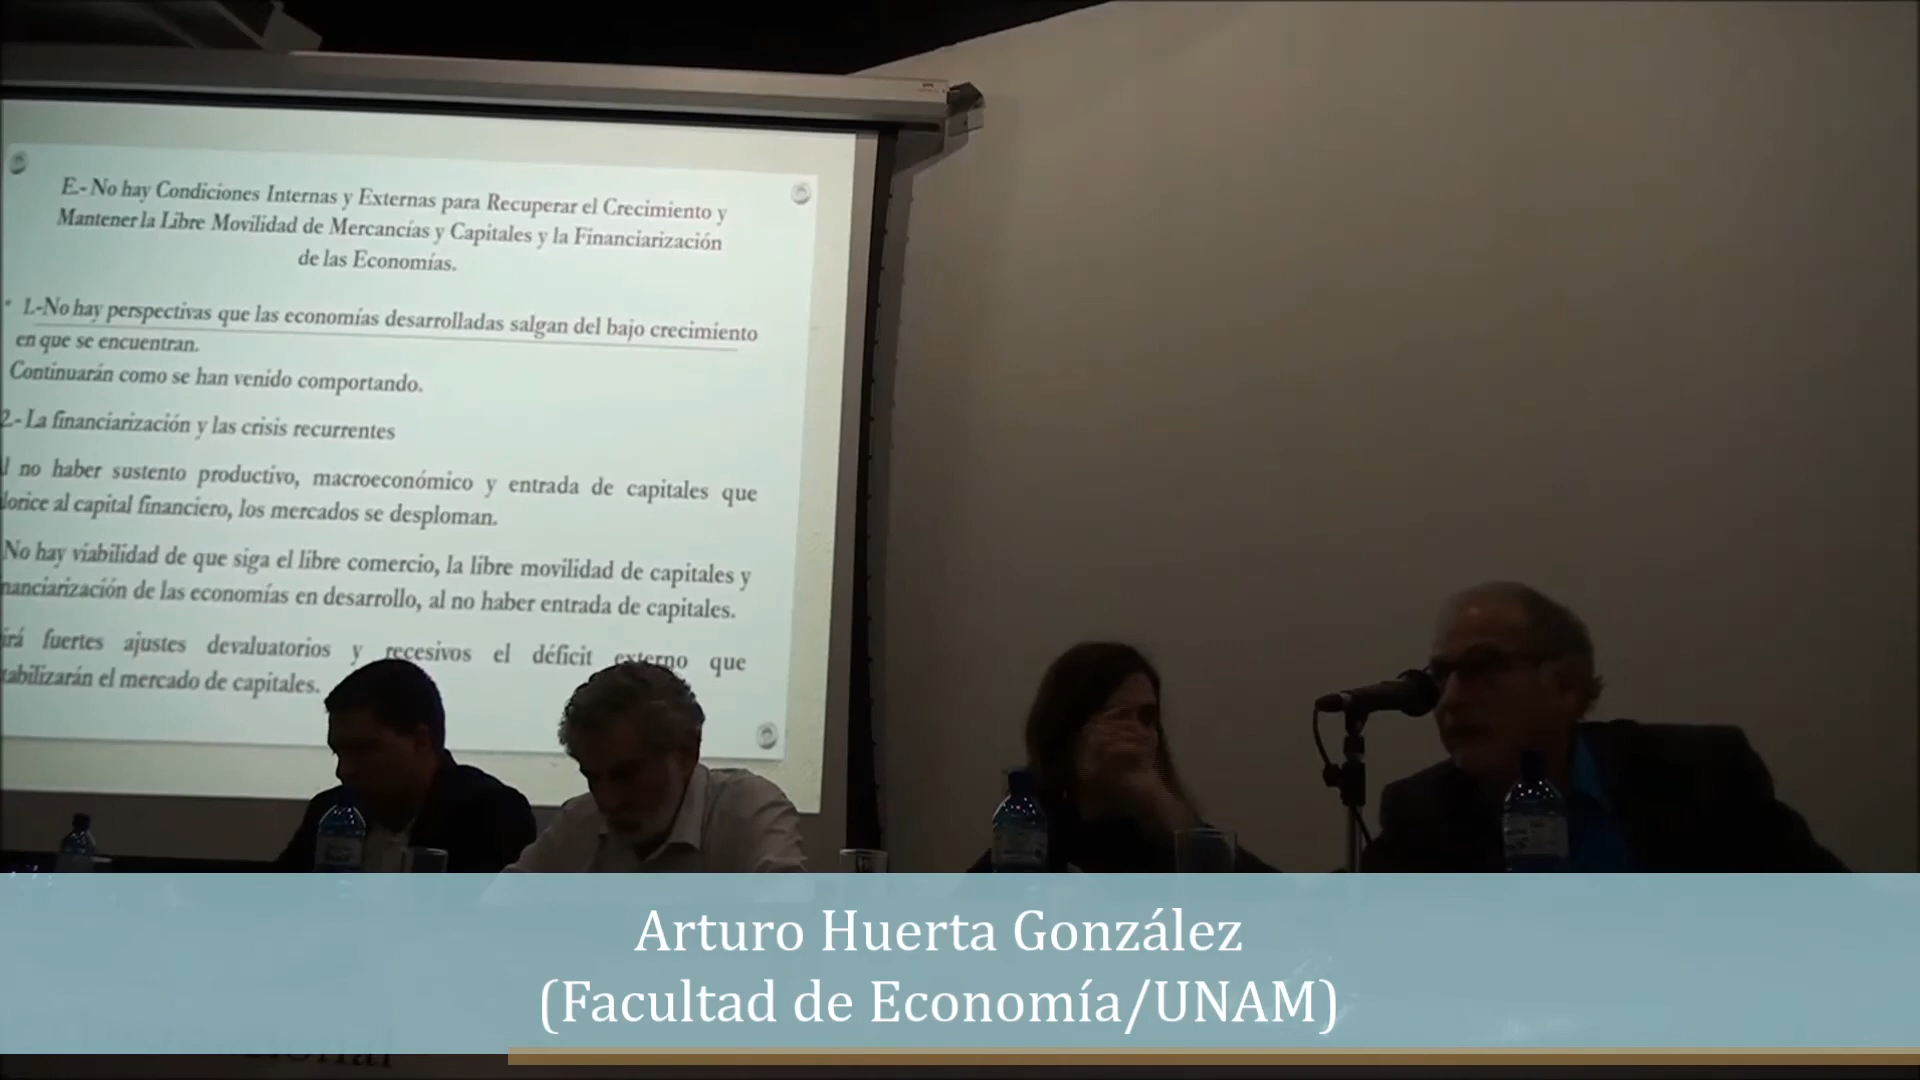 E.- No hay Condiciones Internas y Externas para Recuperar el Crecimiento y
Mantener la Libre Movilidad de Mercancías y Capitales y la Financiarización
de las Economías.
* 1.-No hay perspectivas que las economías desarrolladas salgan del bajo crecimiento
en que se encuentran.
Continuarán como se han venido comportando.
2.- La financiarización y las crisis recurrentes
no haber sustento productivo, macroeconómico y entrada de capitales que
al capital financiero, los mercados se desploman.
No hay viabilidad de que siga el libre comercio, la libre movilidad de capitales y
de las economías en desarrollo, al no haber entrada de capitales.
fuertes ajustes devaluatorios y recesivos el déficit externo que
el mercado de capitales.
Arturo Huerta González
(Facultad de Economía/UNAM)